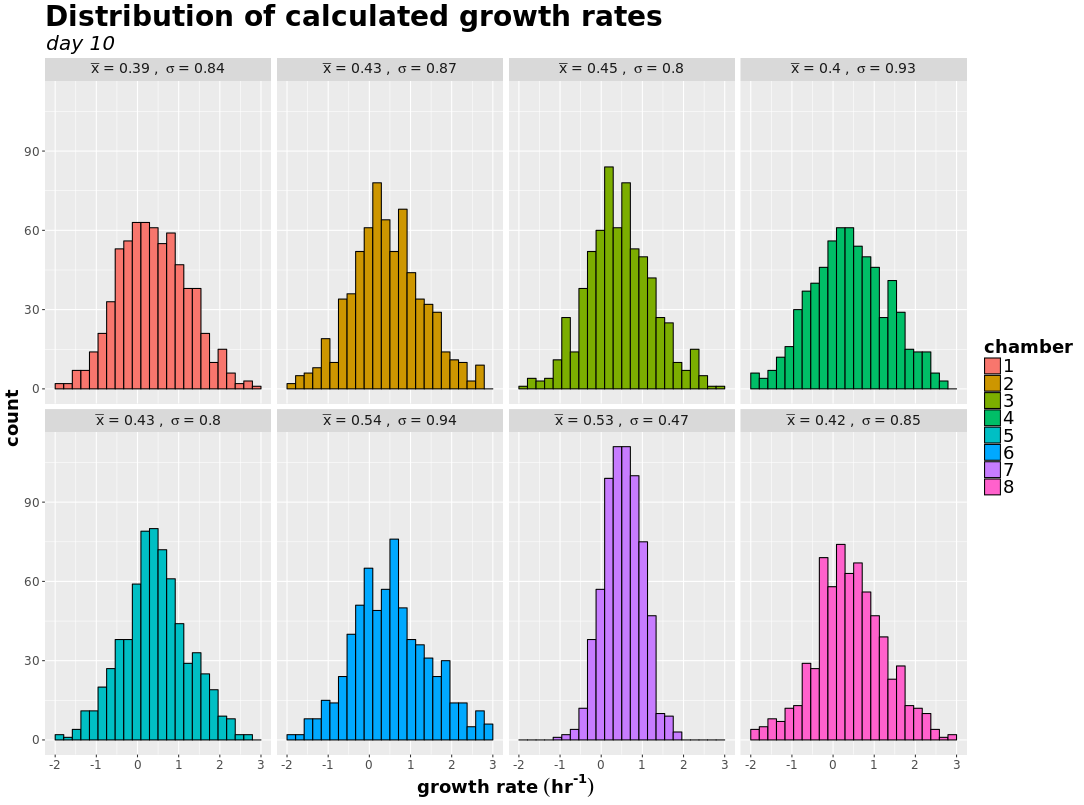 Distribution of calculated growth rates
day 10
x̅ = 0.39 , σ = 0.84
x̅ = 0.43 , σ = 0.87
x̅ = 0.45 , σ = 0.8
x̅ = 0.4 , σ = 0.93
90
60
30
0
x̅ = 0.43 , σ = 0.8
x̅ = 0.54 , σ = 0.94
x̅ = 0.53 , σ = 0.47
x̅ = 0.42 , σ = 0.85
90
60
30
0
-2 -1 0 1 2 3
-2 -1 0 1 2 3
-2 -1 0 1 2 3
-2 -1 0 1 2 3
growth rate (hr⁻¹)
count
chamber
1
2
3
4
5
6
7
8